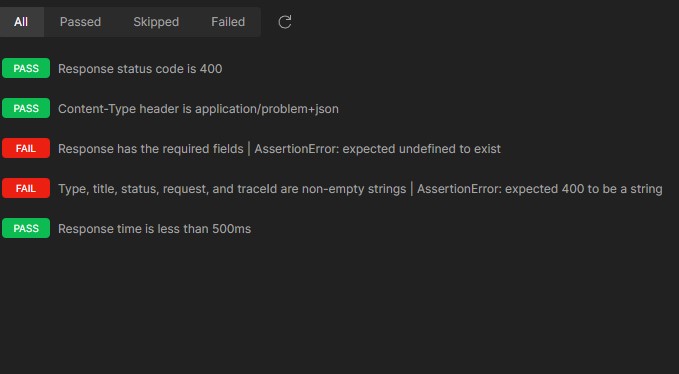 All Passed Skipped Failed
PASS Response status code is 400
PASS Content-Type header is application/problem+json
FAIL Response has the required fields | AssertionError: expected undefined to exist
FAIL Type, title, status, request, and traceId are non-empty strings | AssertionError: expected 400 to be a string
PASS Response time is less than 500ms